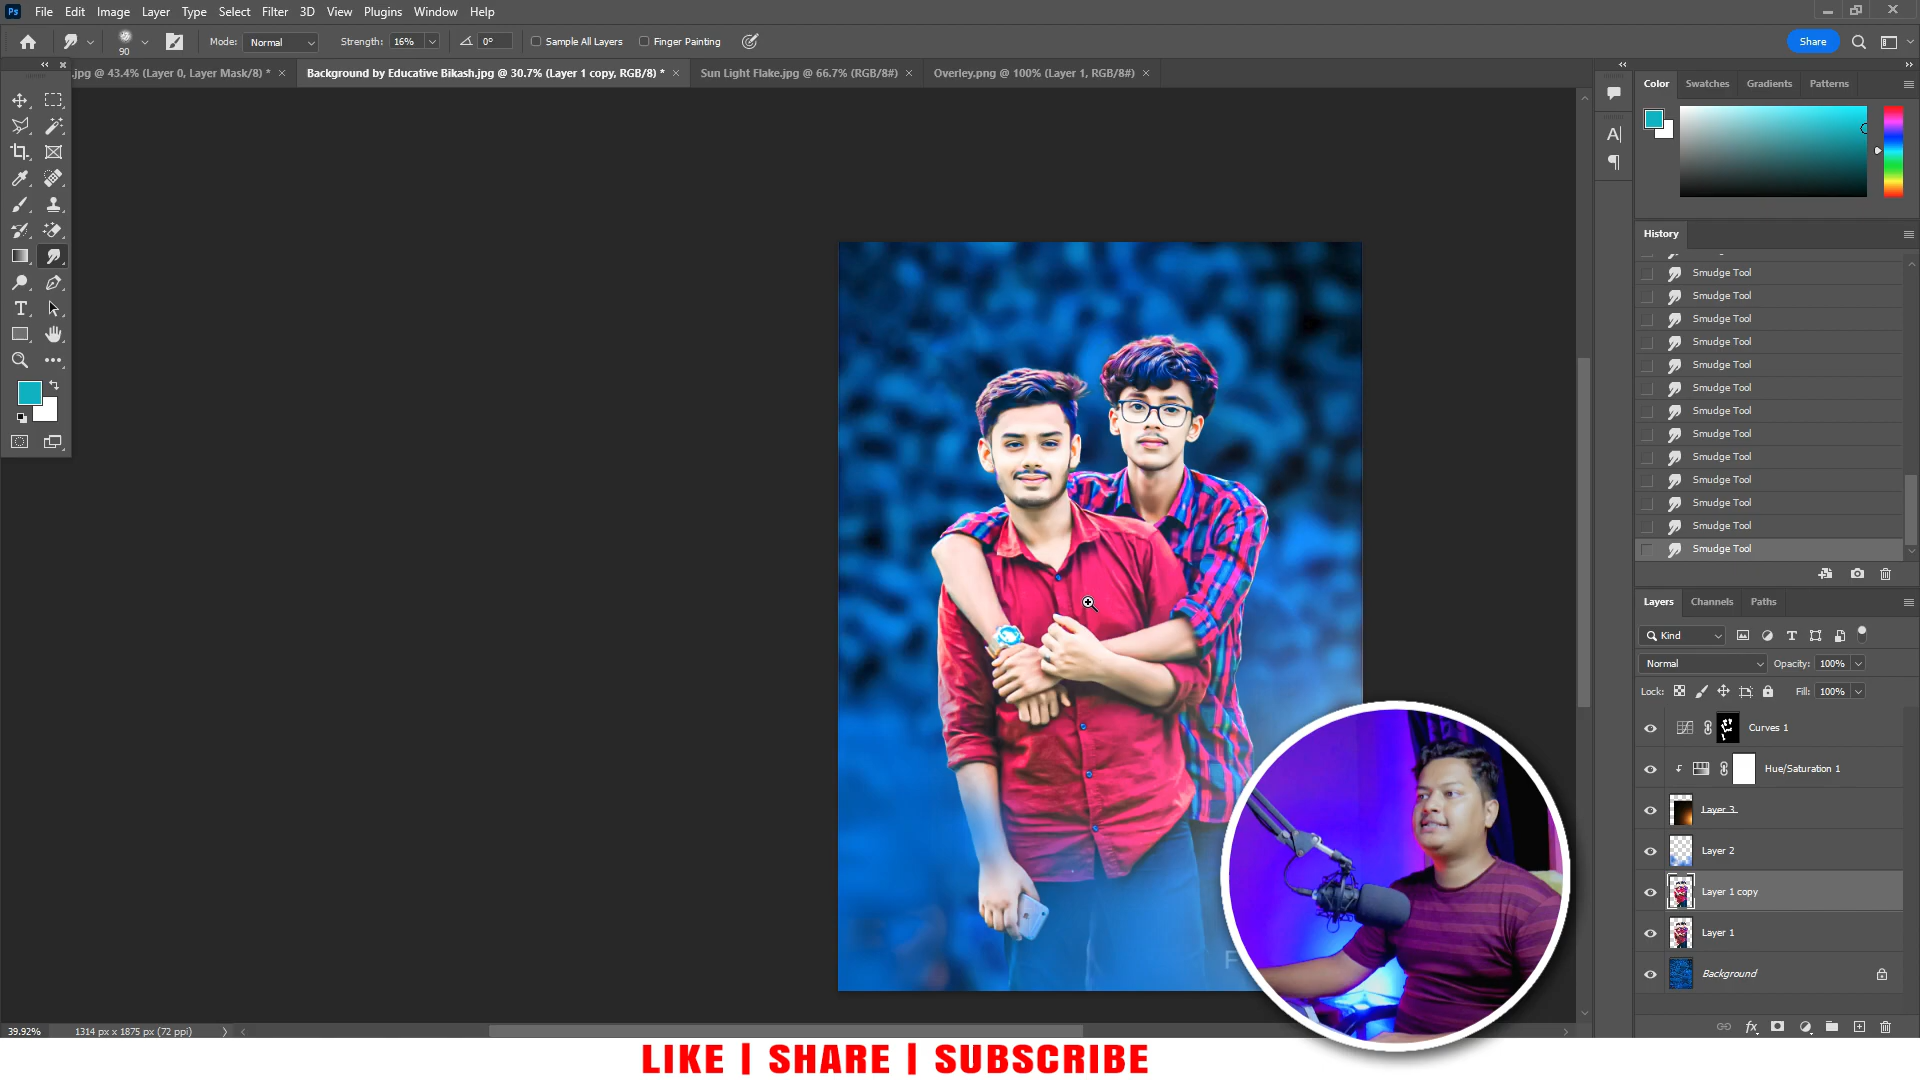 Ps File Edit Image Layer Type Select Filter 3D View Plugins Window Help
90 Mode: Normal Strength: 16% 0° Sample All Layers Finger Painting Share
.jpg @ 43.4% (Layer 0, Layer Mask/8) * × Background by Educative Bikash.jpg @ 30.7% (Layer 1 copy, RGB/8) * × Sun Light Flake.jpg @ 66.7% (RGB/8#) × Overley.png @ 100% (Layer 1, RGB/8#) ×
Color Swatches Gradients Patterns
History
Smudge Tool
Smudge Tool
Smudge Tool
Smudge Tool
Smudge Tool
Smudge Tool
Smudge Tool
Smudge Tool
Smudge Tool
Smudge Tool
Smudge Tool
Smudge Tool
Smudge Tool
Layers Channels Paths
Kind
Normal Opacity: 100%
Lock: Fill: 100%
Curves 1
Hue/Saturation 1
Layer 3
Layer 2
Layer 1 copy
Layer 1
Background
39.92% 1314 px x 1875 px (72 ppi)
LIKE | SHARE | SUBSCRIBE